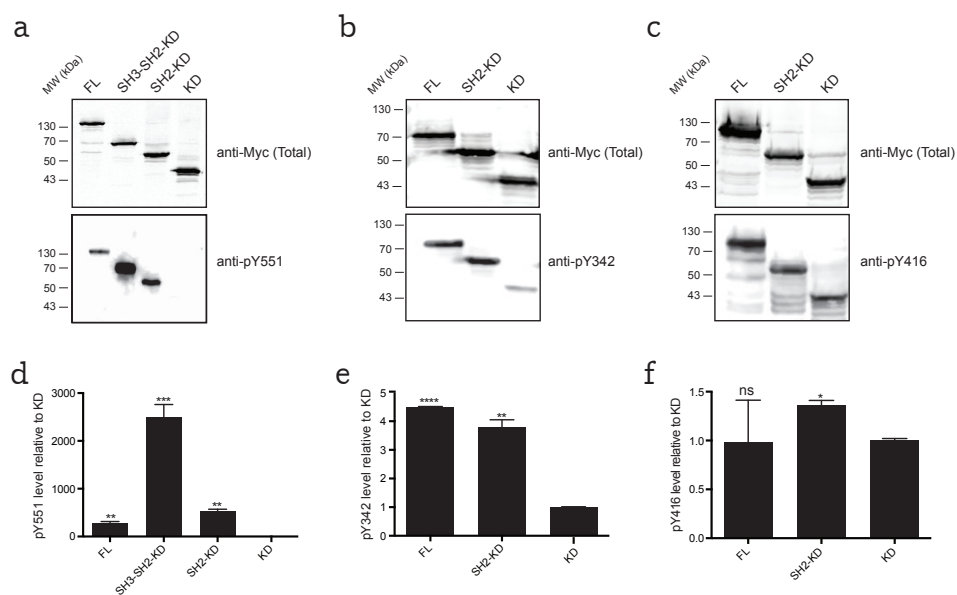 a
MW (kDa)
FL
SH3-SH2-KD
SH2-KD
KD
130
70
50
43
anti-Myc (Total)
130
70
50
43
anti-pY551
b
MW (kDa)
FL
SH2-KD
KD
130
70
50
43
anti-Myc (Total)
130
70
50
43
anti-pY342
c
MW (kDa)
FL
SH2-KD
KD
130
70
50
43
anti-Myc (Total)
130
70
50
43
anti-pY416
d
pY551 level relative to KD
3000
2000
1000
0
**
***
**
FL
SH3-SH2-KD
SH2-KD
KD
e
pY342 level relative to KD
5
4
3
2
1
0
****
**
FL
SH2-KD
KD
f
pY416 level relative to KD
1.5
1.0
0.5
0.0
ns
*
FL
SH2-KD
KD